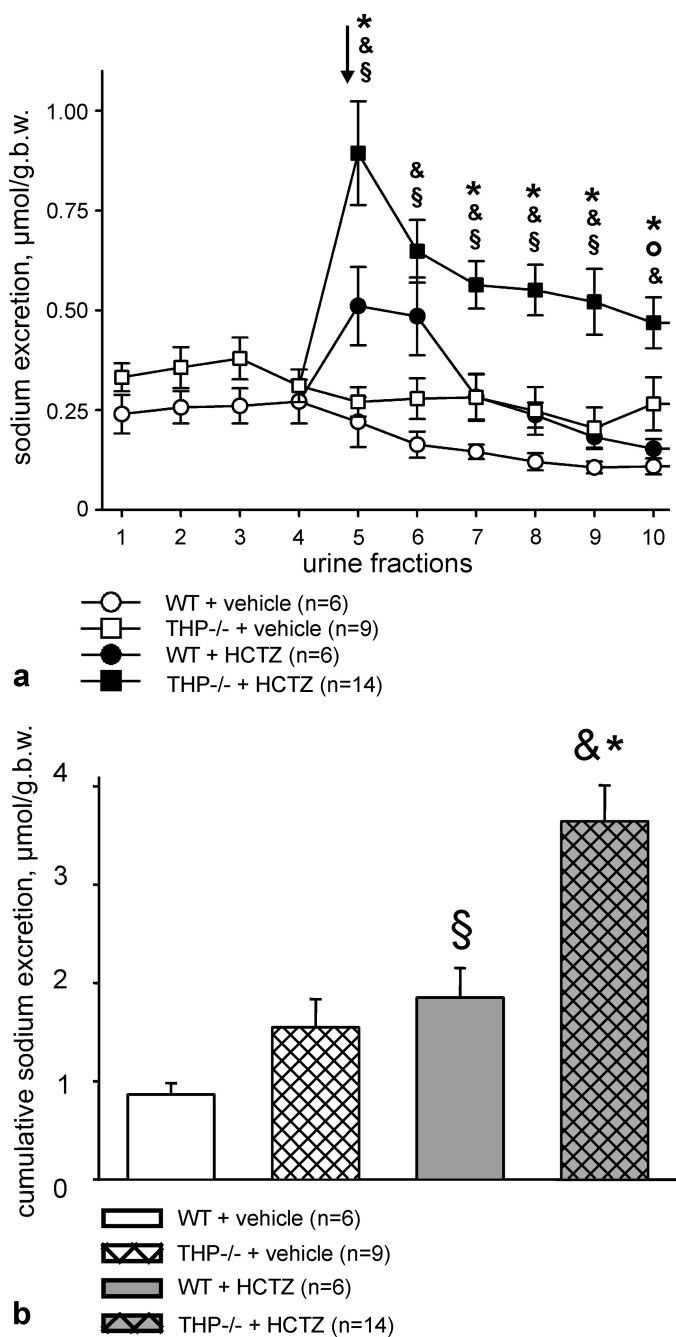 *
&
§
&
§
*
&
§
*
&
§
*
&
§
*
o
&
sodium excretion, µmol/g.b.w.
1.00
0.75
0.50
0.25
0
1 2 3 4 5 6 7 8 9 10
urine fractions
WT + vehicle (n=6)
THP-/- + vehicle (n=9)
WT + HCTZ (n=6)
THP-/- + HCTZ (n=14)
a
cumulative sodium excretion, µmol/g.b.w.
4
3
2
1
0
§
&*
WT + vehicle (n=6)
THP-/- + vehicle (n=9)
WT + HCTZ (n=6)
THP-/- + HCTZ (n=14)
b